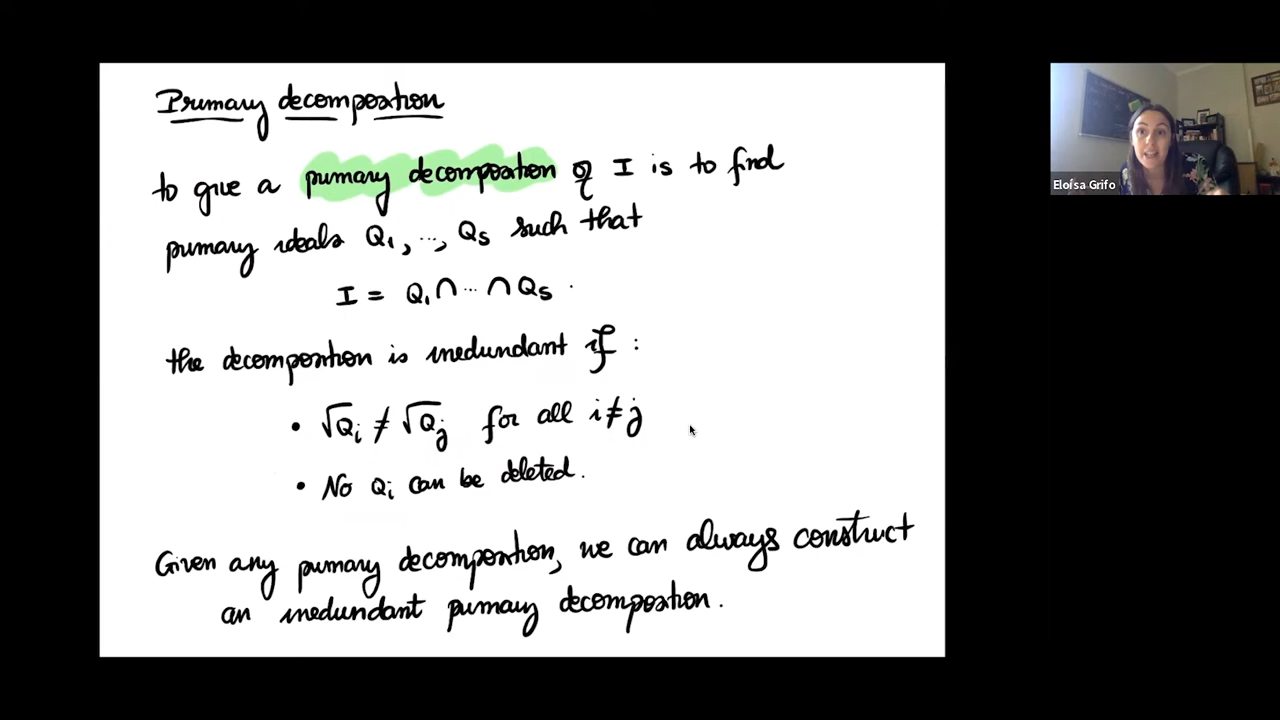 Primary decomposition
to give a primary decomposition of I is to find
primary ideals Q₁, ..., Qs such that
I = Q₁ ∩ ... ∩ Qs.
the decomposition is irredundant if :
• √Qᵢ ≠ √Qⱼ for all i ≠ j
• No Qᵢ can be deleted.
Given any primary decomposition, we can always construct
an irredundant primary decomposition.
Eloísa Grifo